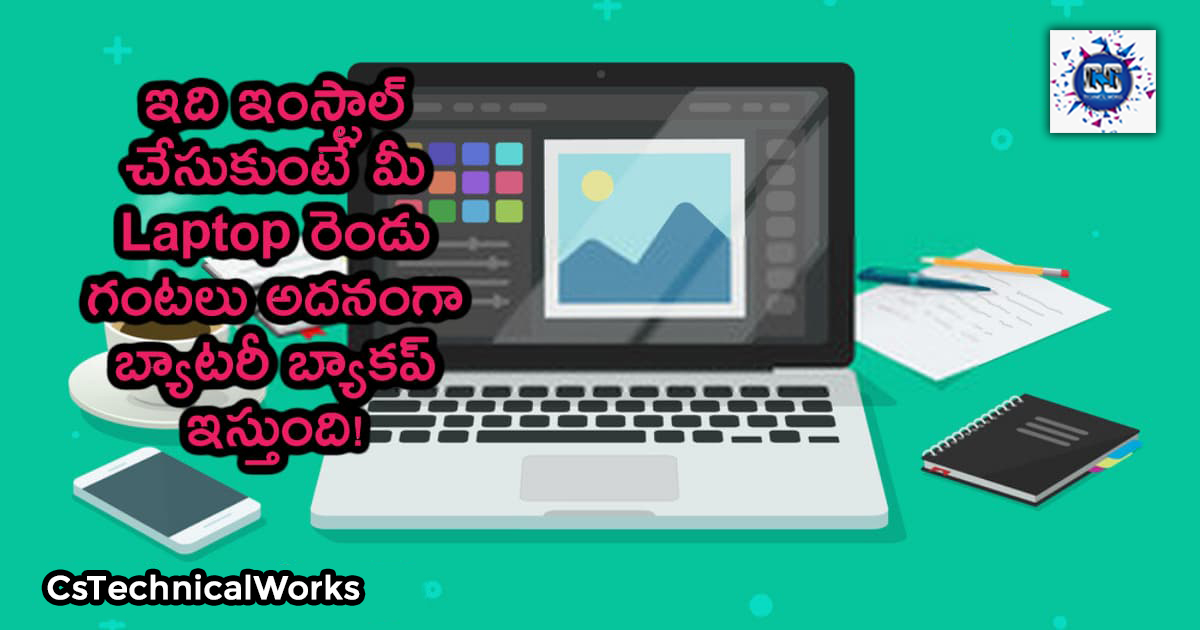 ఇది ఇంస్టాల్
చేసుకుంటే మీ
Laptop రెండు
గంటలు అదనంగా
బ్యాటరీ బ్యాకప్
ఇస్తుంది!
CsTechnicalWorks